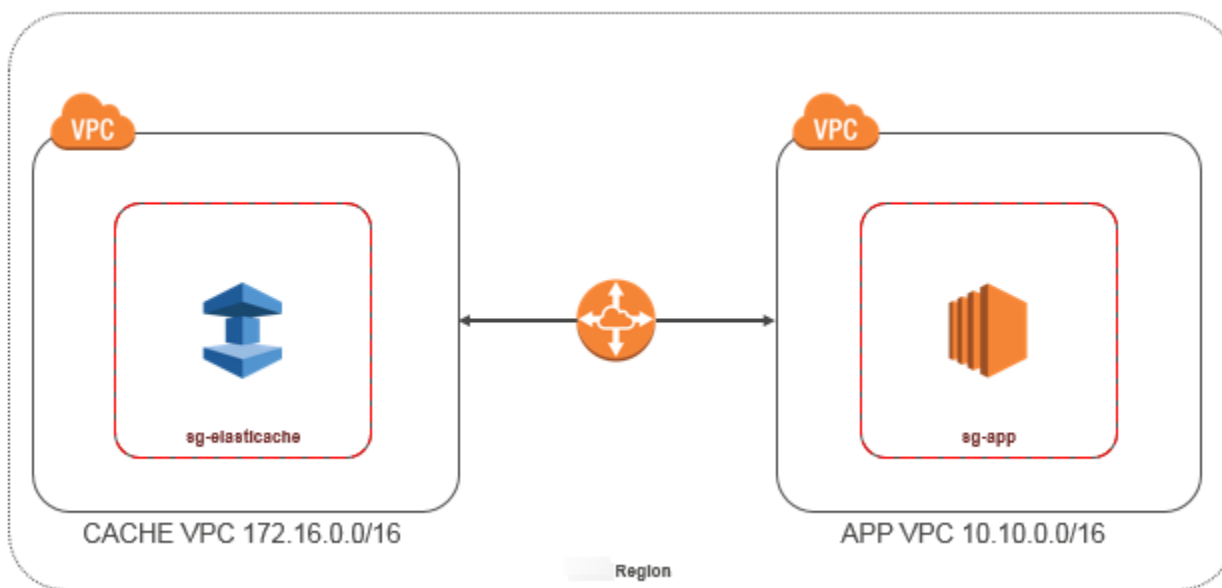 VPC
VPC
sg-elasticache
sg-app
CACHE VPC 172.16.0.0/16
APP VPC 10.10.0.0/16
Region